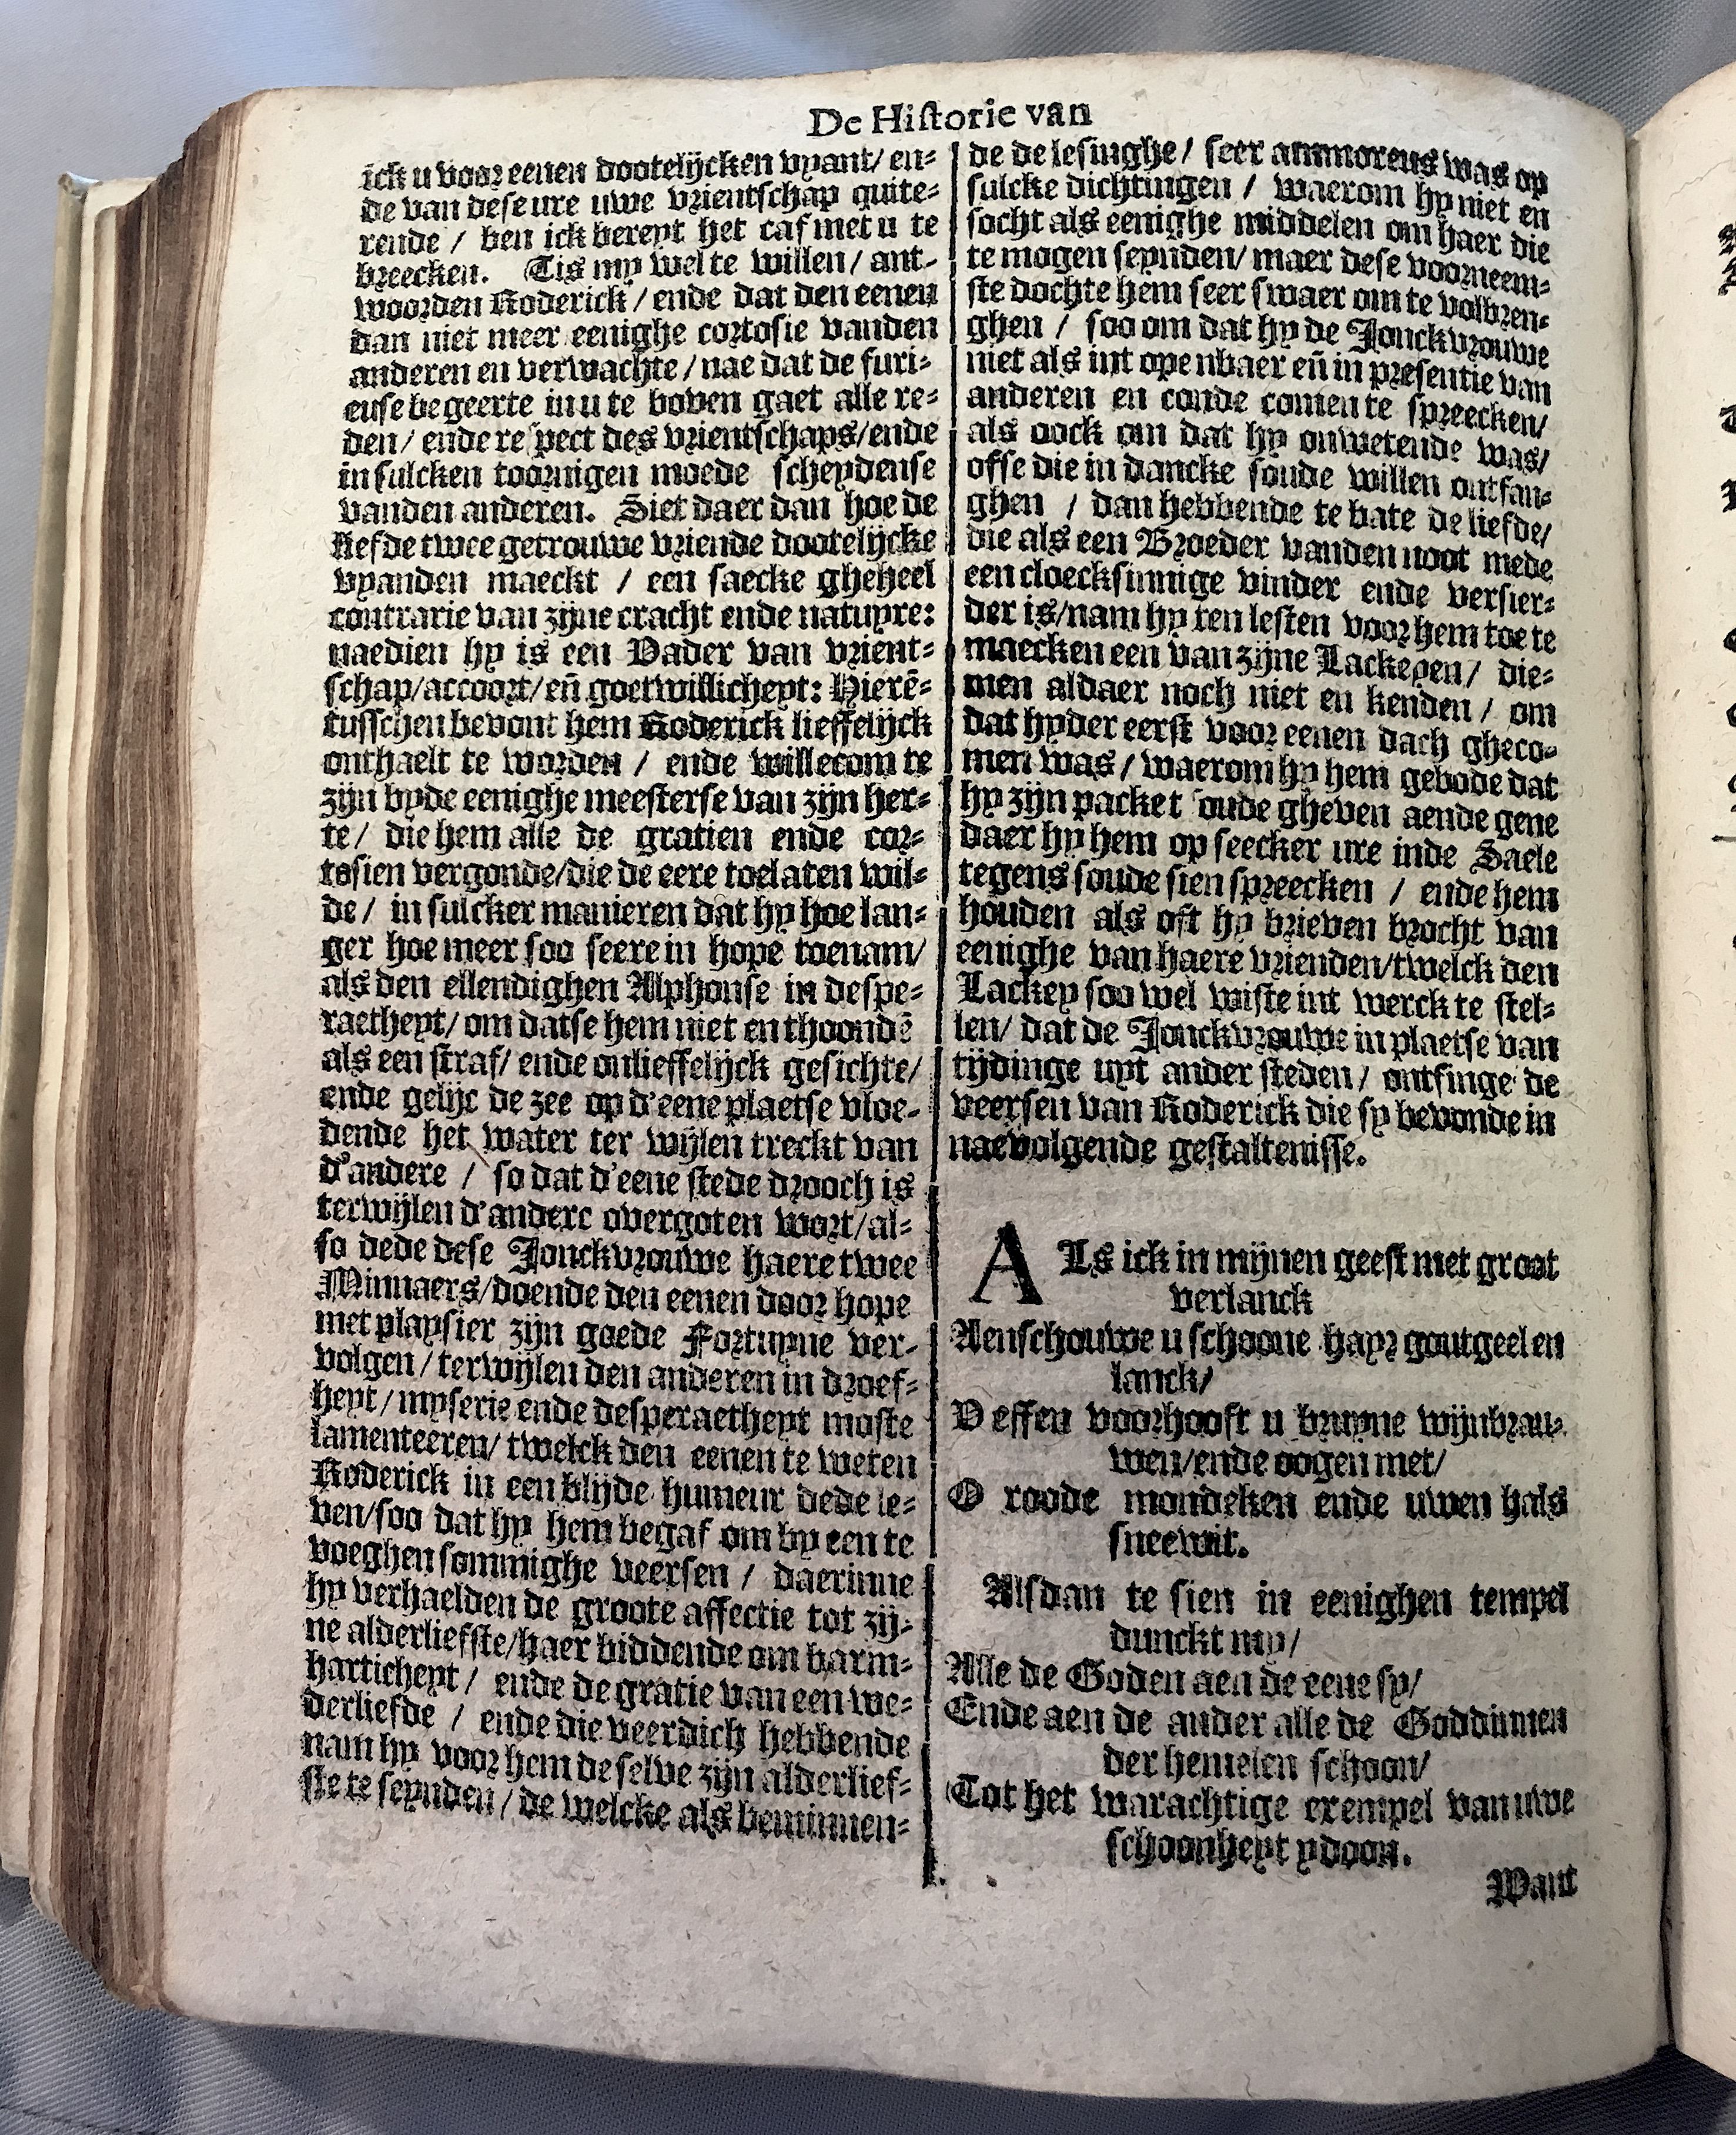 De Historie van
ick u voor eenen dootelijcken vyant/ en-
de van dese ure uwe vrientschap quite-
rende / ben ick bereyt het caf met u te
breecken. Tis my wel te willen/ ant-
woorden Roderick/ ende dat den eenen
dan niet meer eenighe cortosie vanden
anderen en verwachte/ nae dat de furi-
euse begeerte in u te boven gaet alle re-
den/ ende respect des vrientschaps/ende
in sulcken toornigen moede scheydense
vanden anderen. Siet daer dan hoe de
liefde twee getrouwe vriende dootelijcke
vyanden maeckt / een saecke gheheel
contrarie van zijne cracht ende natuyre:
naedien hy is een Vader van vrient-
schap/accoort/eñ goetwillicheyt: Hierē-
tusschen bevont hem Roderick lieffelijck
onthaelt te worden / ende willecom te
zijn byde eenighe meesterse van zijn her-
te/ die hem alle de gratien ende cor-
tosien vergonde/die de eere toelaten wil-
de/ in sulcker manieren dat hy hoe lan-
ger hoe meer soo seere in hope toenam/
als den ellendighen Alphonse in despe-
raetheyt/ om datse hem niet en thoondē
als een straf/ ende onlieffelijck gesichte/
ende gelijc de zee op d'eene plaetse vloe-
dende het water ter wijlen treckt van
d'andere / so dat d'eene stede drooch is
terwijlen d'andere overgoten wort/al-
so dede dese Jonckvrouwe haere twee
Minnaers/doende den eenen door hope
met playsier zijn goede Fortuyne ver-
volgen/ terwijlen den anderen in droef-
heyt/ myserie ende desperaetheyt moste
lamenteeren/ twelck den eenen te weten
Roderick in een blijde humeur dede le-
ven/soo dat hy hem begaf om by een te
voeghen sommighe veersen / daerinne
hy verhaelden de groote affectie tot zij-
ne alderliefste/haer biddende om barm-
harticheyt/ ende de gratie van een we-
derliefde / ende die veerdich hebbende
nam hy voor hem de selve zijn alderlief-
ste te seynden/ de welcke als beminnen-
de de lesinghe/ seer ammoreus was op
sulcke dichtingen / waerom hy niet en
socht als eenighe middelen om haer die
te mogen seynden/ maer dese voorneem-
ste dochte hem seer swaer om te volbren-
ghen / soo om dat hy de Jonckvrouwe
niet als int openbaer eñ in presentie van
anderen en conde comen te spreecken/
als oock om dat hy onwetende was/
ofse die in dancke soude willen ontfan-
ghen / dan hebbende te bate de liefde/
die als een Broeder vanden noot mede
een cloecksinnige vinder ende versier-
der is/nam hy ten lesten voor hem toe te
maecken een van zijne Lackeyen/ die-
men aldaer noch niet en kenden/ om
dat hyder eerst voor eenen dach gheco-
men was/ waerom hy hem gebode dat
hy zijn packet soude gheven aende gene
daer hy hem op seecker ure inde Saele
tegens soude sien spreecken / ende hem
houden als oft hy brieven brocht van
eenighe van haere vrienden/twelck den
Lackey soo wel wiste int werck te stel-
len/ dat de Jonckvrouwe in plaetse van
tijdinge uyt ander steden/ ontfinge de
veersen van Roderick die sy bevonde in
naevolgende gestaltenisse.
ALs ick in mijnen geest met groot
verlanck
Aenschouwe u schoone hayr goutgeel en
lanck/
D effen voorhooft u bruyne wijnbrau-
wen/ende oogen met/
O roode mondeken ende uwen hals
sneewit.
Alsdan te sien in eenighen tempel
dunckt my/
Alle de Goden aen de eene sy/
Ende aen de ander alle de Goddinnen
der hemelen schoon/
Tot het warachtige exempel van uwe
schoonheyt ydoon.
Want